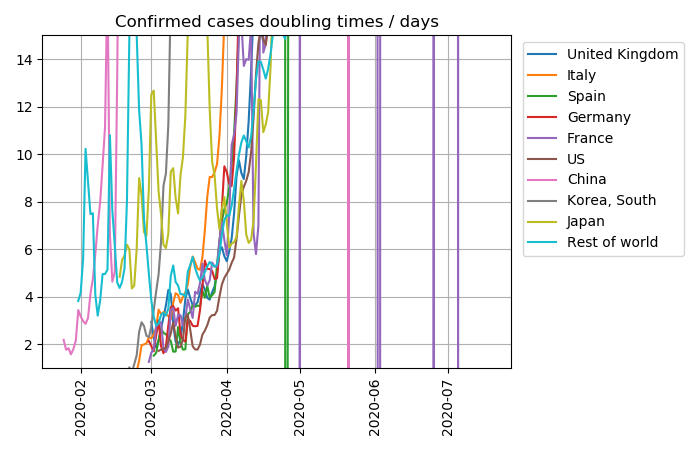 Confirmed cases doubling times / days
14
12
10
8
6
4
2
2020-02
2020-03
2020-04
2020-05
2020-06
2020-07
United Kingdom
Italy
Spain
Germany
France
US
China
Korea, South
Japan
Rest of world